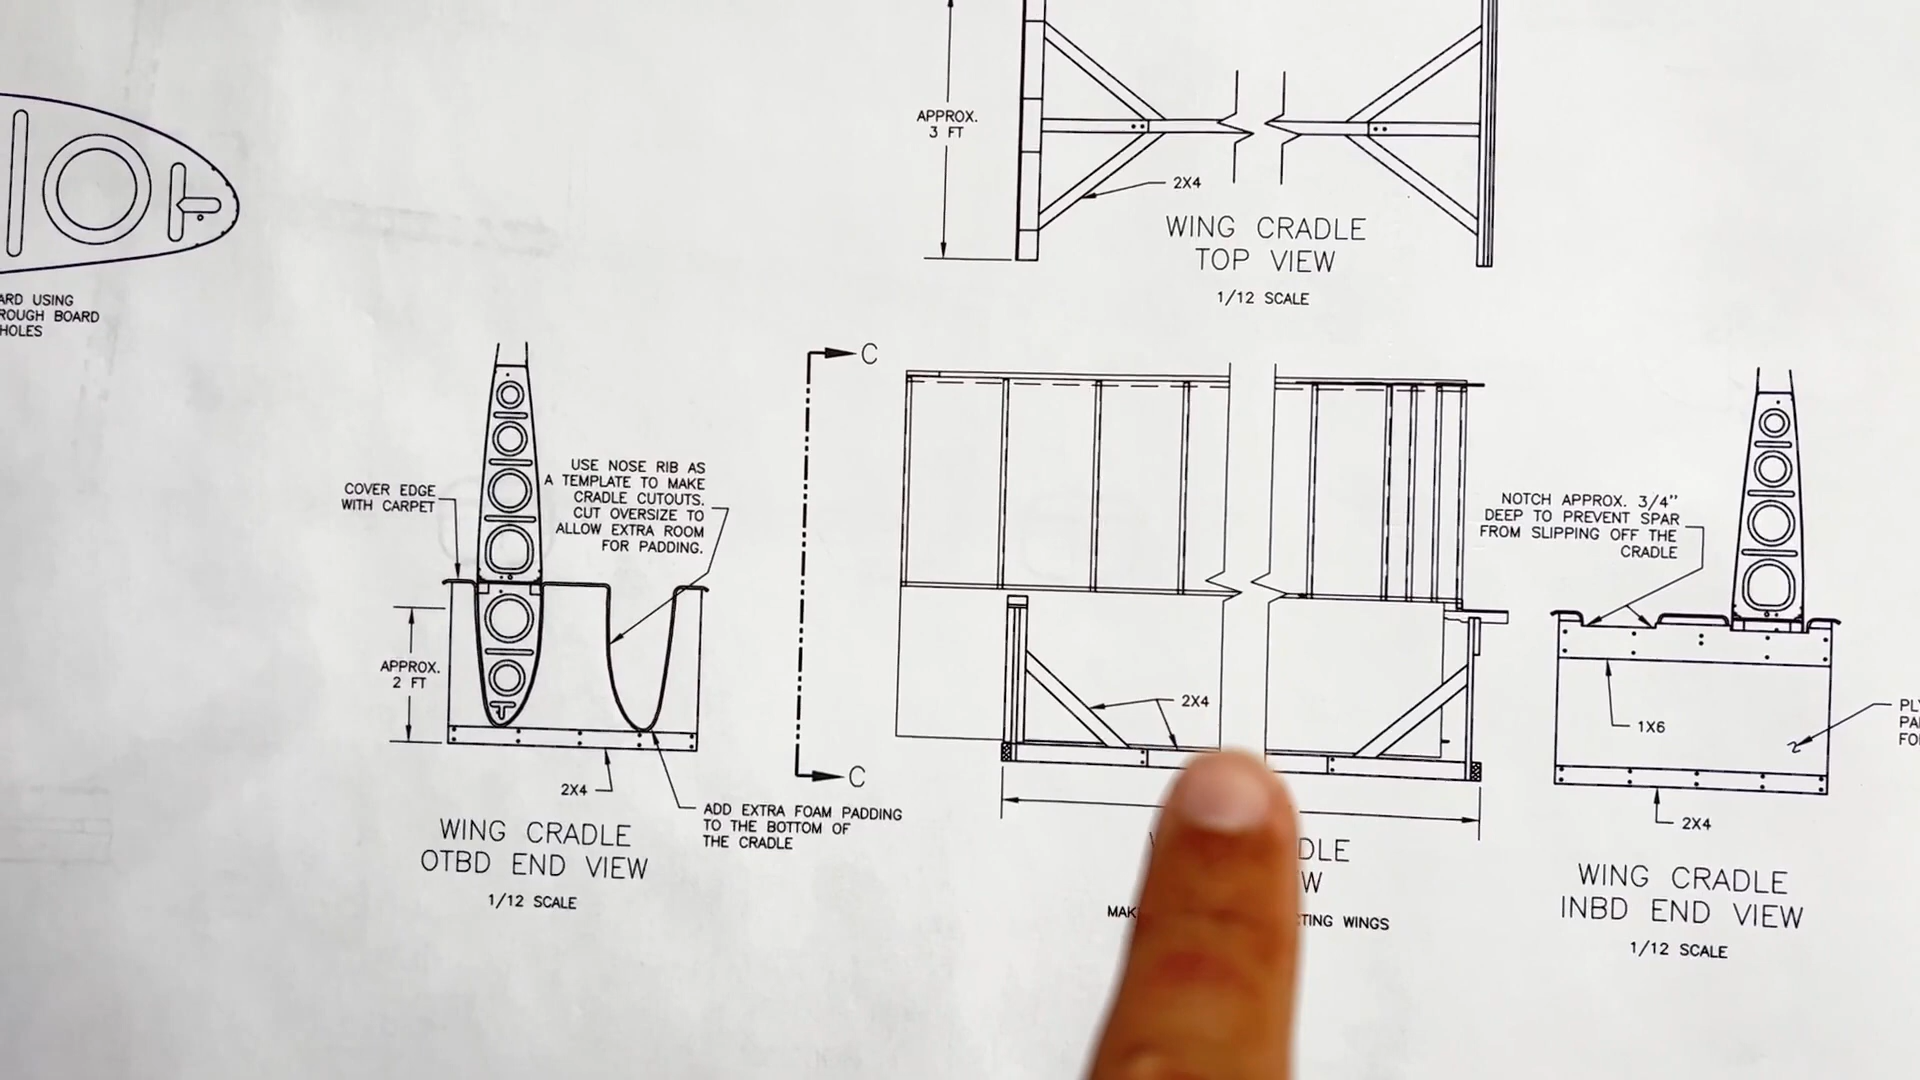 APPROX.
3 FT
2X4
WING CRADLE
TOP VIEW
1/12 SCALE
ARD USING
ROUGH BOARD
HOLES
C
C
COVER EDGE
WITH CARPET
USE NOSE RIB AS
A TEMPLATE TO MAKE
CRADLE CUTOUTS.
CUT OVERSIZE TO
ALLOW EXTRA ROOM
FOR PADDING.
APPROX.
2 FT
2X4
ADD EXTRA FOAM PADDING
TO THE BOTTOM OF
THE CRADLE
WING CRADLE
OTBD END VIEW
1/12 SCALE
2X4
DLE
W
MAK
TING WINGS
NOTCH APPROX. 3/4"
DEEP TO PREVENT SPAR
FROM SLIPPING OFF THE
CRADLE
1X6
PL
PA
FO
2X4
WING CRADLE
INBD END VIEW
1/12 SCALE